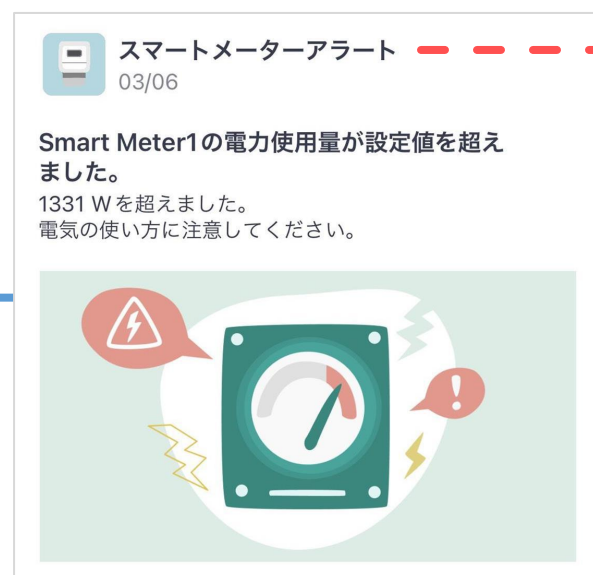 スマートメーターアラート
03/06
Smart Meter1の電力使用量が設定値を超え
ました。
1331 Wを超えました。
電気の使い方に注意してください。
!